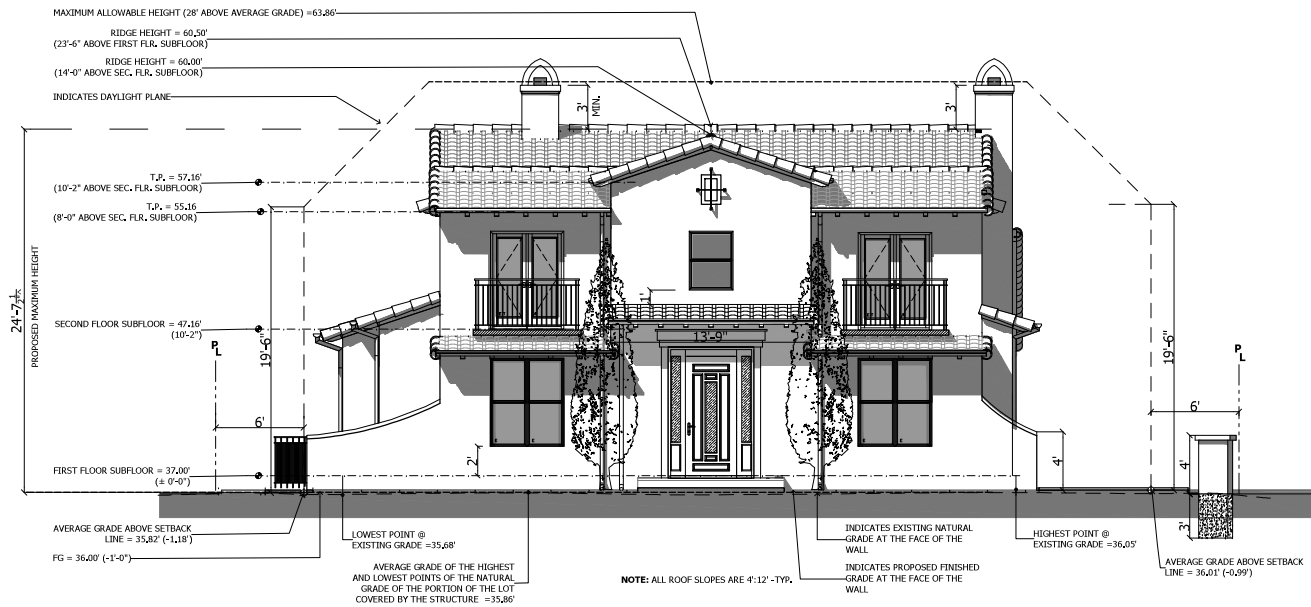 MAXIMUM ALLOWABLE HEIGHT (28' ABOVE AVERAGE GRADE) =63.86'
RIDGE HEIGHT = 60.50'
(23'-6" ABOVE FIRST FLR. SUBFLOOR)
RIDGE HEIGHT = 60.00'
(14'-0" ABOVE SEC. FLR. SUBFLOOR)
INDICATES DAYLIGHT PLANE
3'
MIN.
3'
T.P. = 57.16'
(10'-2" ABOVE SEC. FLR. SUBFLOOR)
T.P. = 55.16
(8'-0" ABOVE SEC. FLR. SUBFLOOR)
24'-7 1/2"
PROPOSED MAXIMUM HEIGHT
SECOND FLOOR SUBFLOOR = 47.16'
(10'-2")
PL
19'-6"
6'
1'
13'-9"
2'
19'-6"
PL
6'
4'
4'
3'
FIRST FLOOR SUBFLOOR = 37.00'
(± 0'-0")
AVERAGE GRADE ABOVE SETBACK
LINE = 35.82' (-1.18')
FG = 36.00' (-1'-0")
LOWEST POINT @
EXISTING GRADE =35.68'
AVERAGE GRADE OF THE HIGHEST
AND LOWEST POINTS OF THE NATURAL
GRADE OF THE PORTION OF THE LOT
COVERED BY THE STRUCTURE =35.86'
NOTE: ALL ROOF SLOPES ARE 4':12' -TYP.
INDICATES EXISTING NATURAL
GRADE AT THE FACE OF THE
WALL
INDICATES PROPOSED FINISHED
GRADE AT THE FACE OF THE
WALL
HIGHEST POINT @
EXISTING GRADE =36.05'
AVERAGE GRADE ABOVE SETBACK
LINE = 36.01' (-0.99')